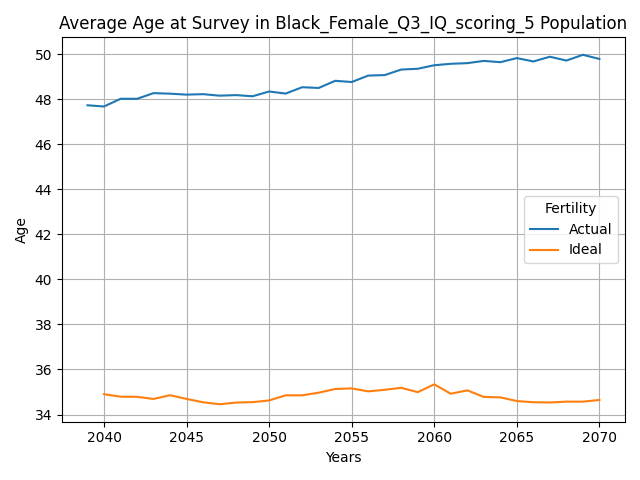 Average Age at Survey in Black_Female_Q3_IQ_scoring_5 Population
50
48
46
44
42
40
38
36
34
Age
Fertility
Actual
Ideal
2040 2045 2050 2055 2060 2065 2070
Years